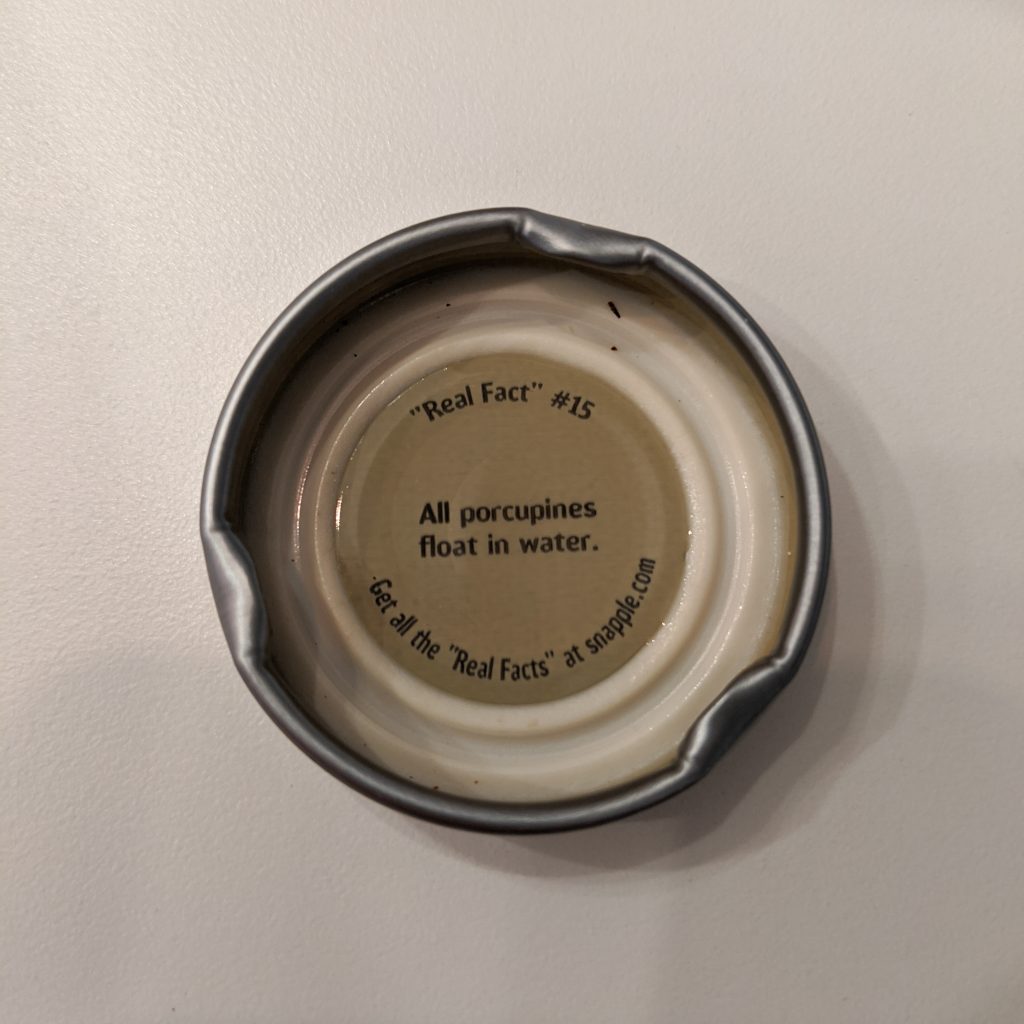 "Real Fact" #15
All porcupines
float in water.
Get all the "Real Facts" at snapple.com